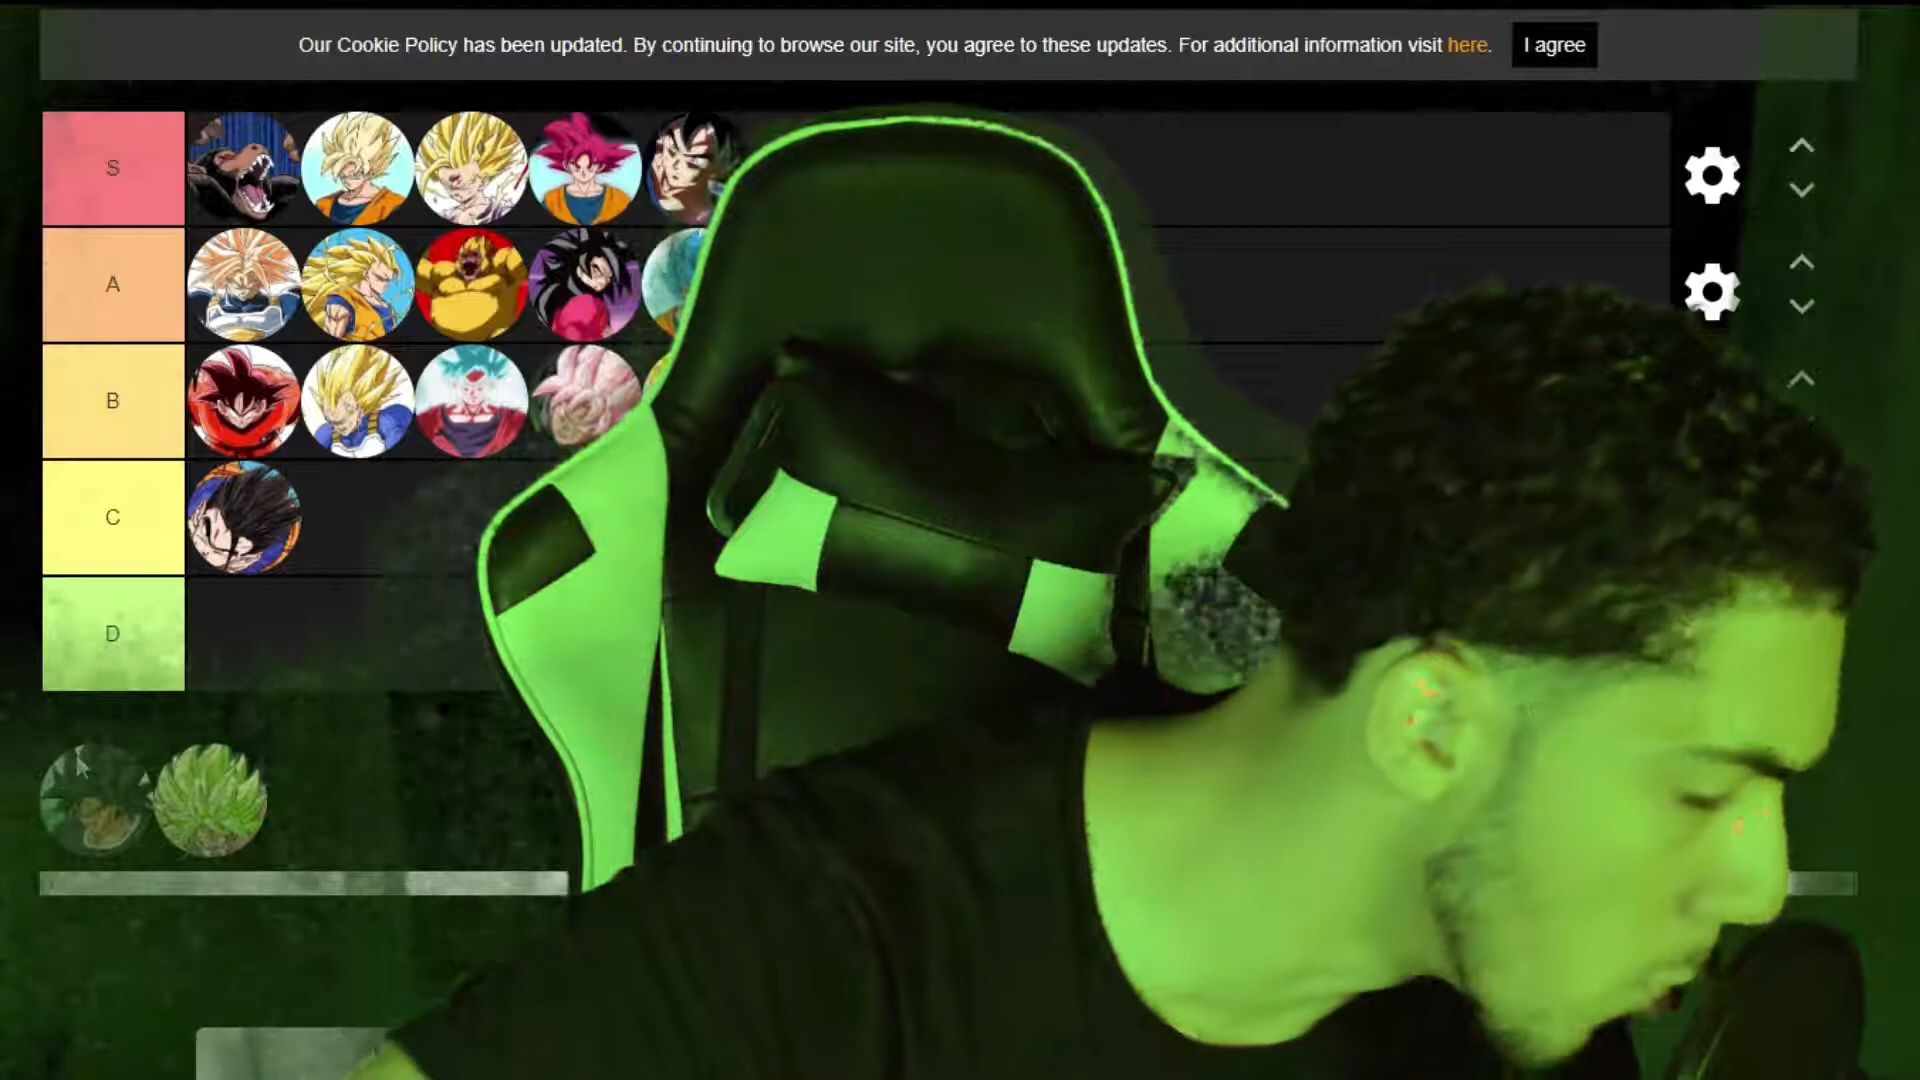 Our Cookie Policy has been updated. By continuing to browse our site, you agree to these updates. For additional information visit here. I agree
S
A
B
C
D